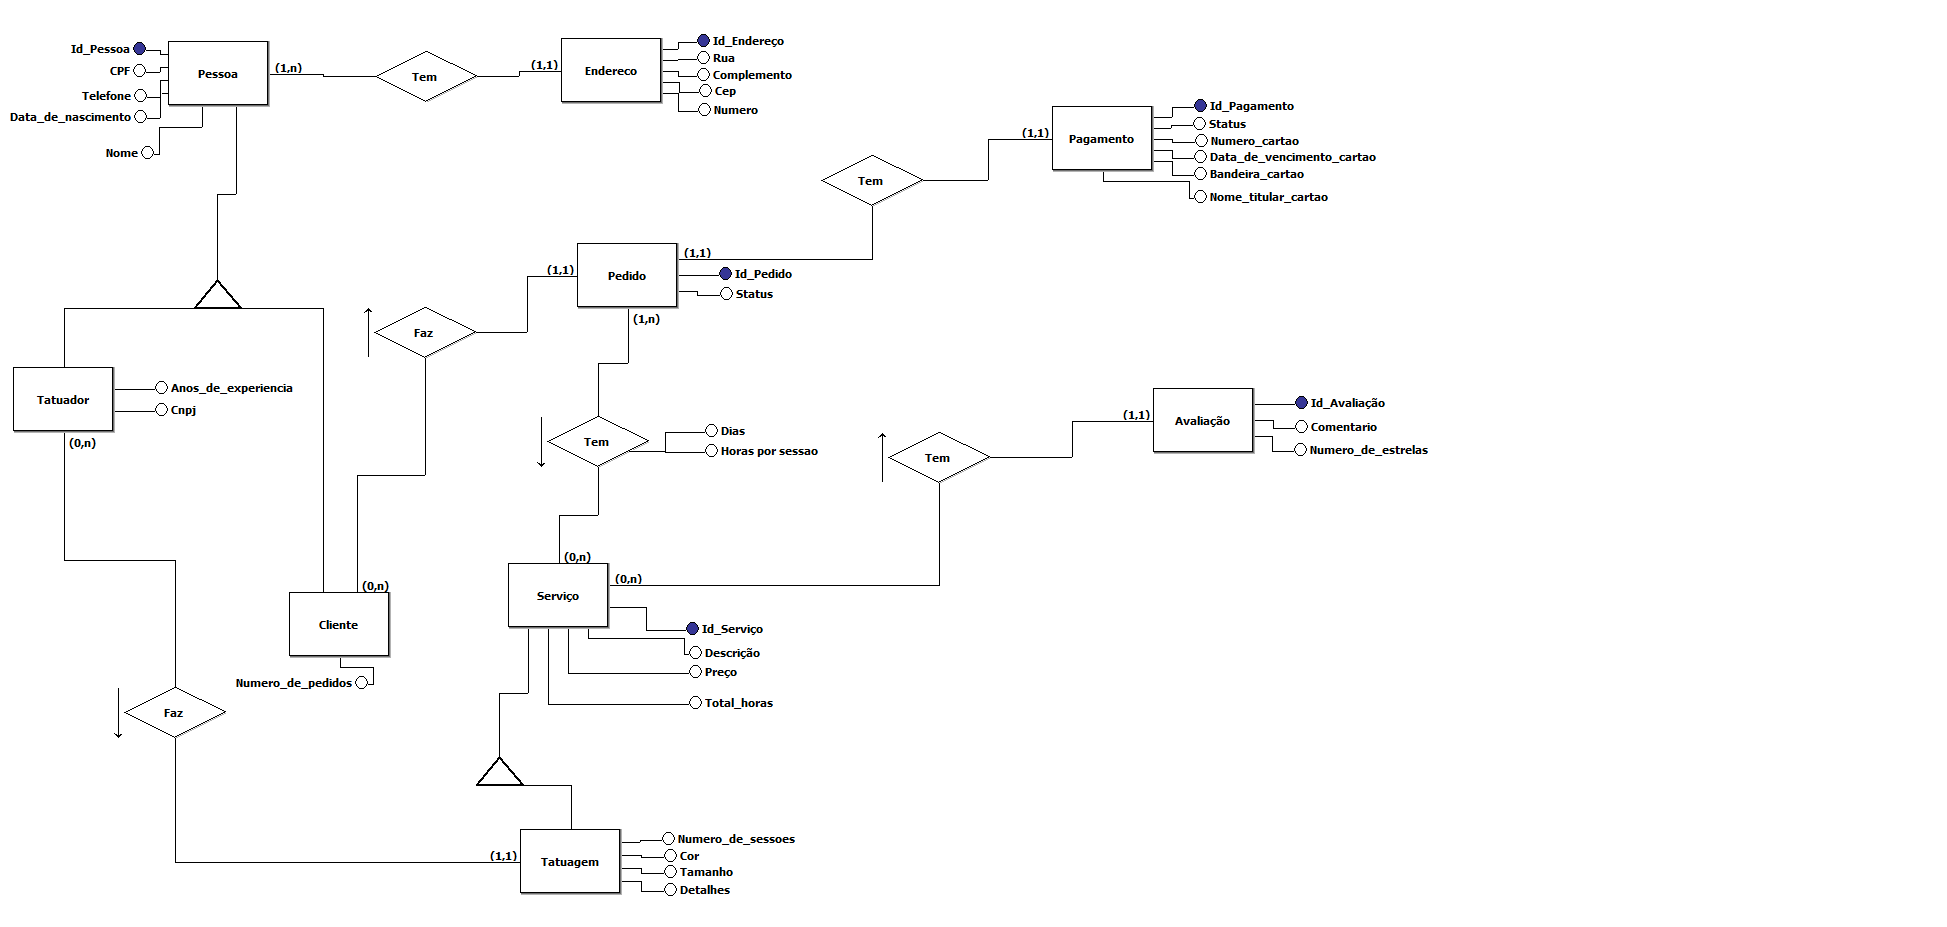 Id_Pessoa
CPF
Telefone
Data_de_nascimento
Nome
Pessoa
(1,n)
Tem
(1,1)
Endereco
Id_Endereço
Rua
Complemento
Cep
Numero
(1,1)
Pagamento
Id_Pagamento
Status
Numero_cartao
Data_de_vencimento_cartao
Bandeira_cartao
Nome_titular_cartao
Tem
(1,1)
Pedido
(1,1)
Id_Pedido
Status
(1,n)
Faz
Tatuador
Anos_de_experiencia
Cnpj
(0,n)
Tem
Dias
Horas por sessao
Tem
(1,1)
Avaliação
Id_Avaliação
Comentario
Numero_de_estrelas
(0,n)
Cliente
Numero_de_pedidos
(0,n)
Serviço
(0,n)
Id_Serviço
Descrição
Preço
Total_horas
Faz
(1,1)
Tatuagem
Numero_de_sessoes
Cor
Tamanho
Detalhes